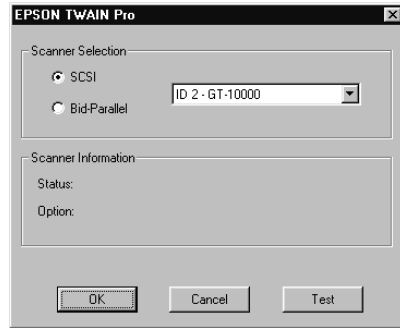 EPSON TWAIN Pro
Scanner Selection
SCSI
ID 2 - GT-10000
Bid-Parallel
Scanner Information
Status:
Option:
OK Cancel Test